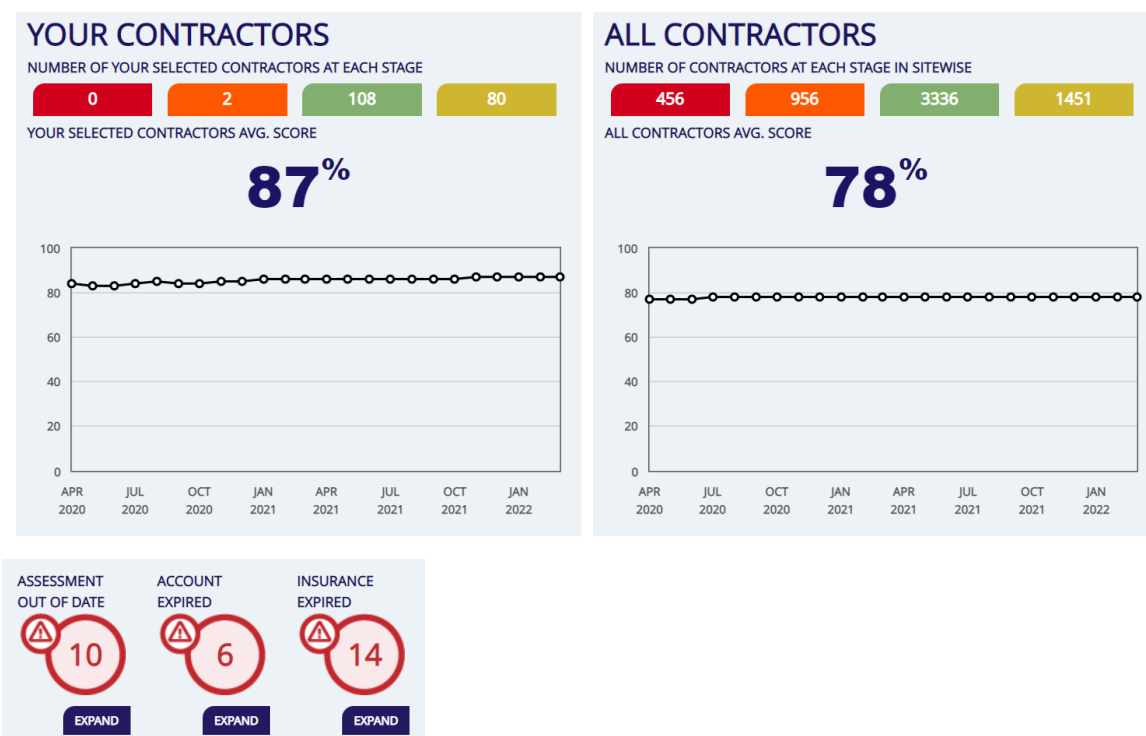 YOUR CONTRACTORS
NUMBER OF YOUR SELECTED CONTRACTORS AT EACH STAGE
0 2 108 80
YOUR SELECTED CONTRACTORS AVG. SCORE
87%
100
80
60
40
20
0
APR JUL OCT JAN APR JUL OCT JAN
2020 2020 2020 2021 2021 2021 2021 2022
ALL CONTRACTORS
NUMBER OF CONTRACTORS AT EACH STAGE IN SITEWISE
456 956 3336 1451
ALL CONTRACTORS AVG. SCORE
78%
100
80
60
40
20
0
APR JUL OCT JAN APR JUL OCT JAN
2020 2020 2020 2021 2021 2021 2021 2022
ASSESSMENT
OUT OF DATE
10
EXPAND
ACCOUNT
EXPIRED
6
EXPAND
INSURANCE
EXPIRED
14
EXPAND